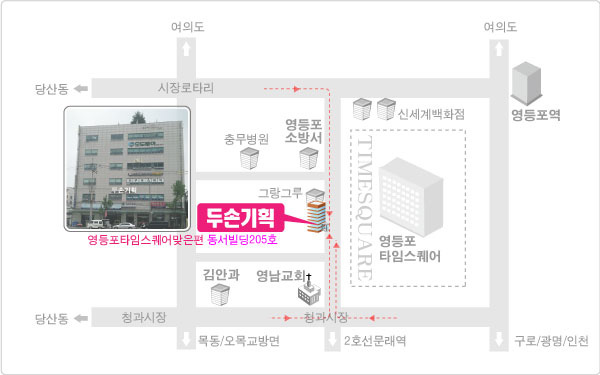 여의도
여의도
당산동
시장로타리
영등포역
신세계백화점
충무병원
영등포
소방서
TIMESQUARE
그랑그루
두손기획
두손기획
영등포타임스퀘어맞은편 동서빌딩205호
영등포
타임스퀘어
김안과
영남교회
당산동
청과시장
청과시장
목동/오목교방면
2호선문래역
구로/광명/인천